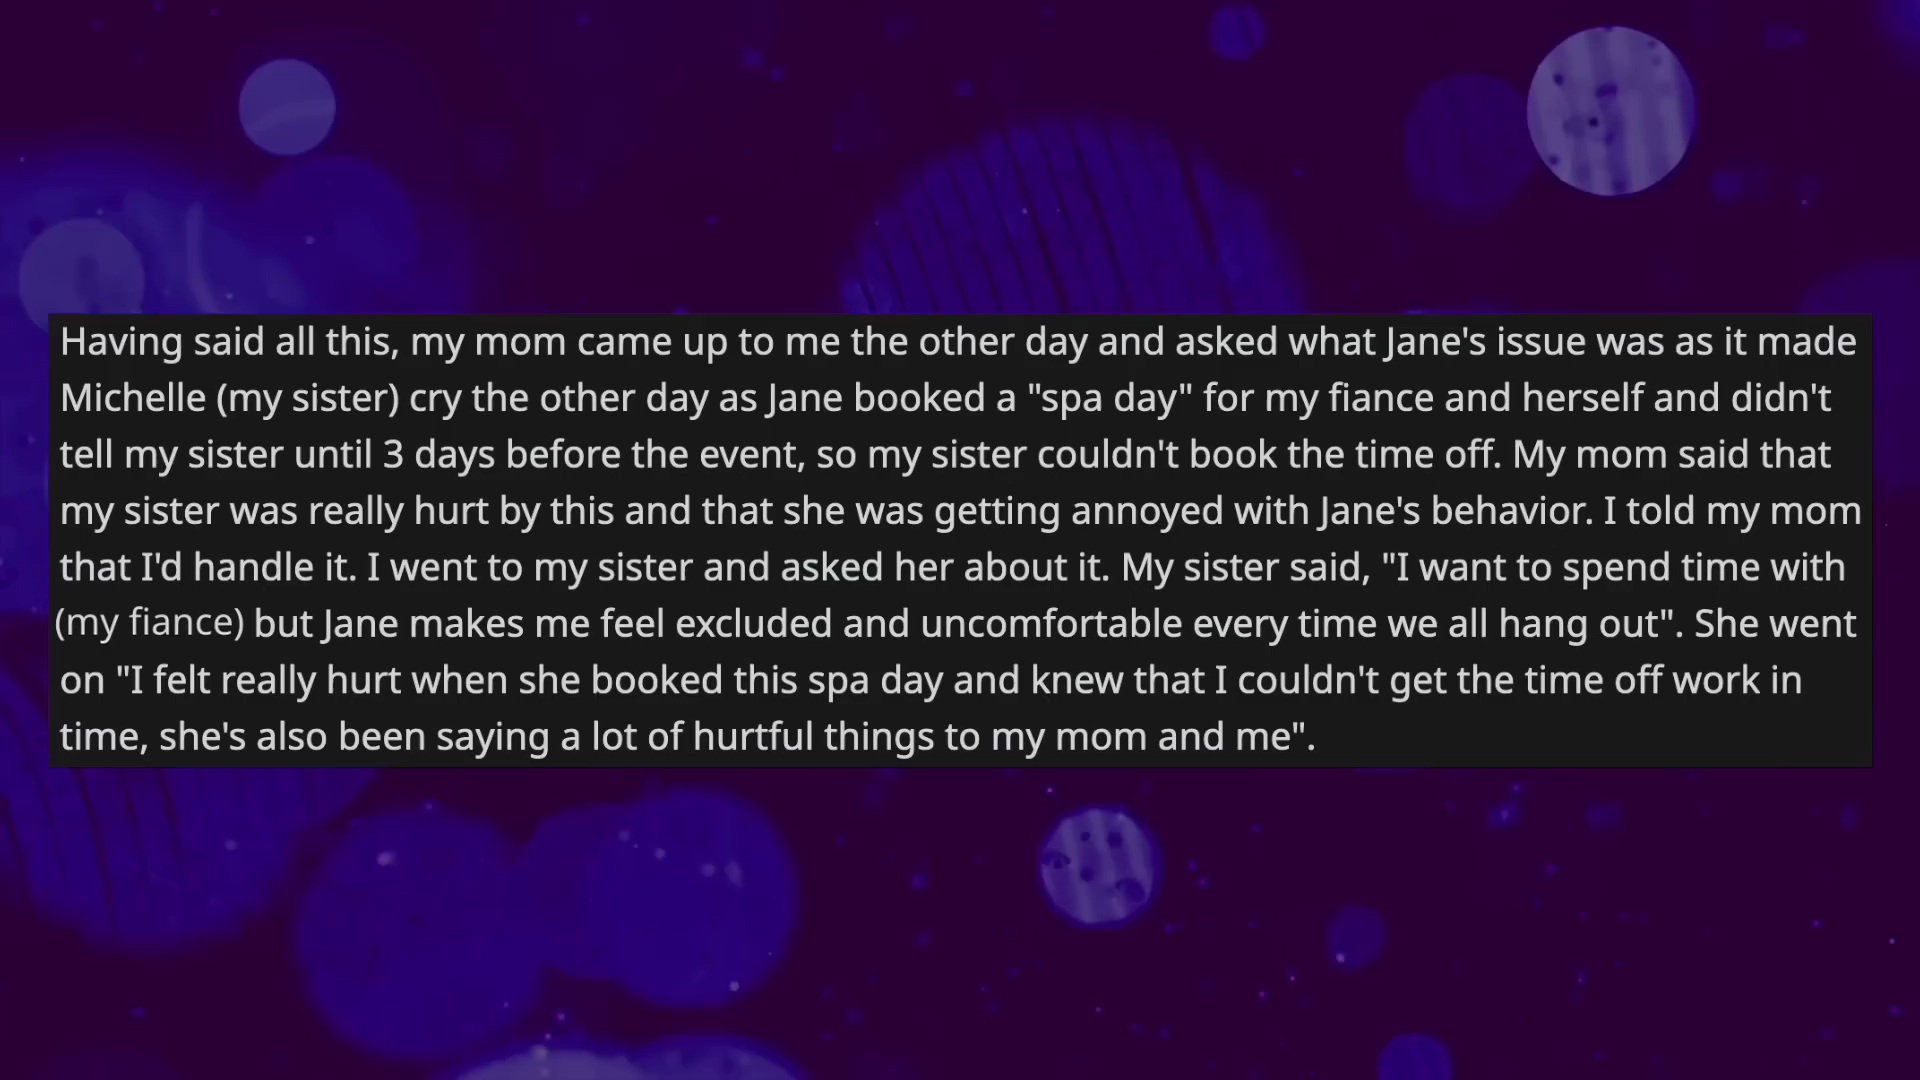 Having said all this, my mom came up to me the other day and asked what Jane's issue was as it made
Michelle (my sister) cry the other day as Jane booked a "spa day" for my fiance and herself and didn't
tell my sister until 3 days before the event, so my sister couldn't book the time off. My mom said that
my sister was really hurt by this and that she was getting annoyed with Jane's behavior. I told my mom
that I'd handle it. I went to my sister and asked her about it. My sister said, "I want to spend time with
(my fiance) but Jane makes me feel excluded and uncomfortable every time we all hang out". She went
on "I felt really hurt when she booked this spa day and knew that I couldn't get the time off work in
time, she's also been saying a lot of hurtful things to my mom and me".